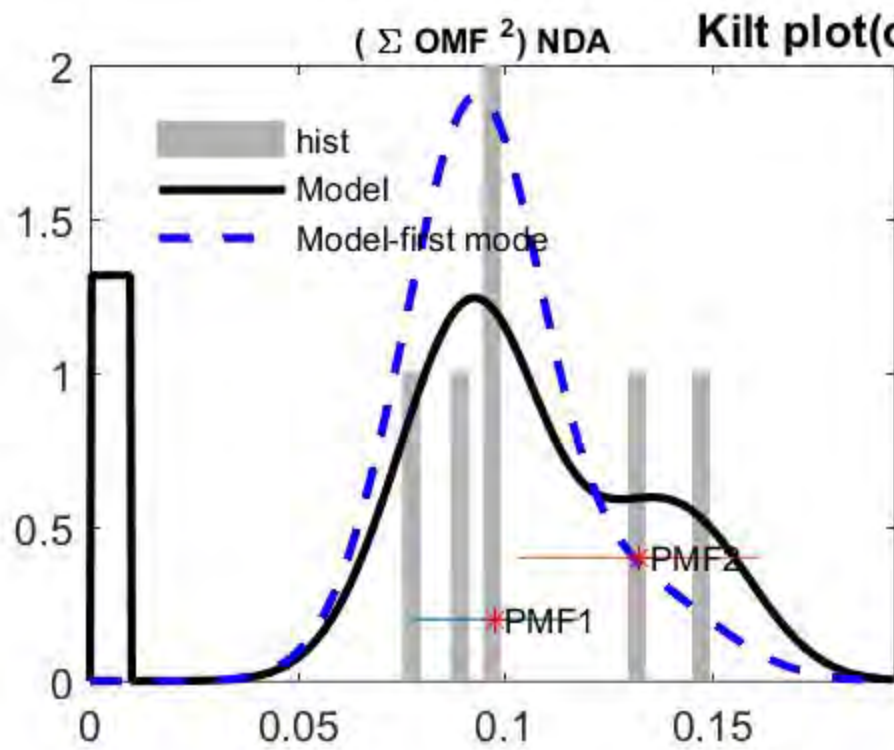 ( Σ OMF ²) NDA Kilt plot(
2
hist
Model
1.5
Model-first mode
1
0.5
PMF2
PMF1
0
0 0.05 0.1 0.15